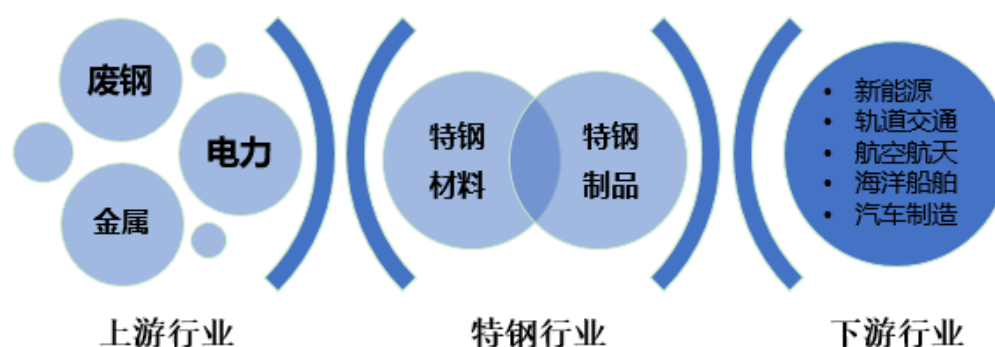 废钢
电力
金属
上游行业
特钢
材料
特钢
制品
特钢行业
• 新能源
• 轨道交通
• 航空航天
• 海洋船舶
• 汽车制造
下游行业